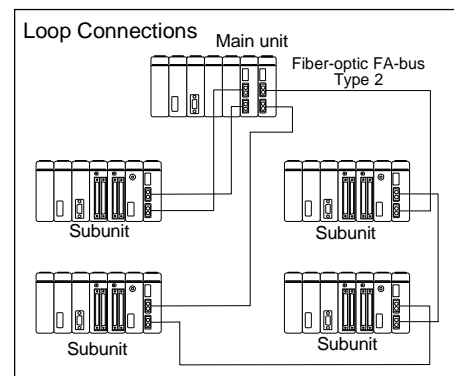 Loop Connections
Main unit
Fiber-optic FA-bus
Type 2
Subunit
Subunit
Subunit
Subunit